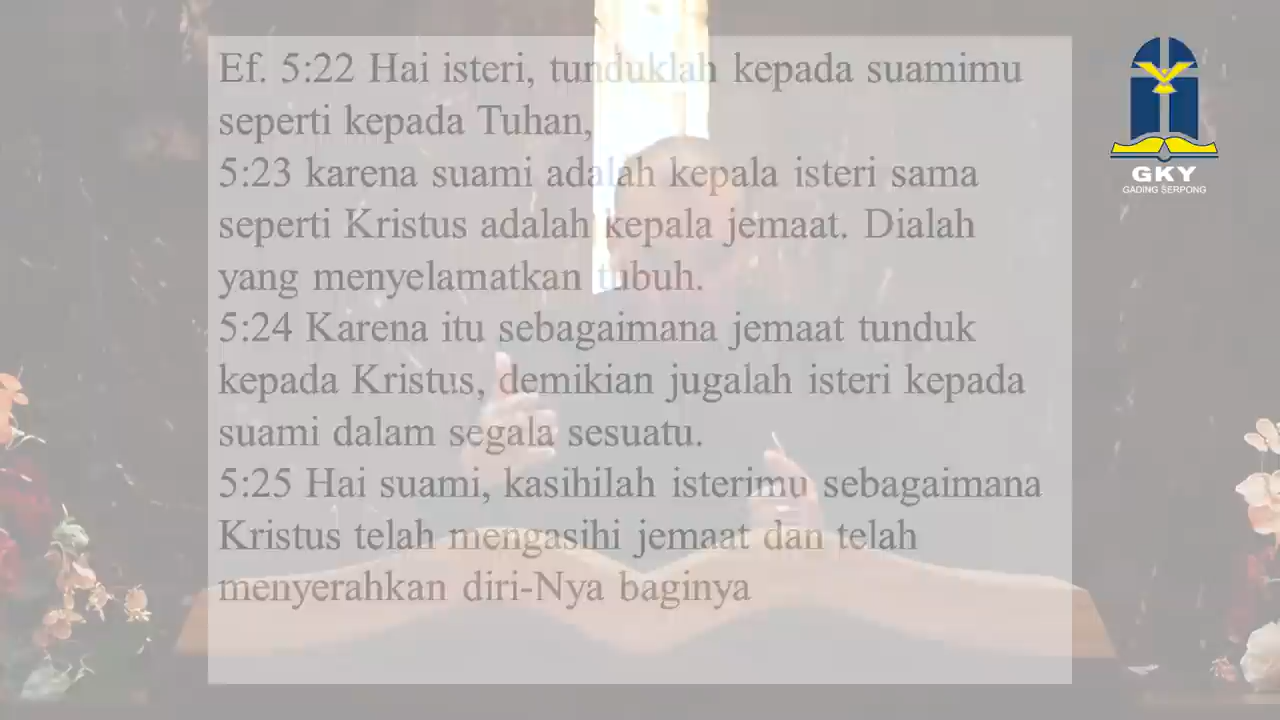 Ef. 5:22 Hai isteri, tunduklah kepada suamimu
seperti kepada Tuhan,
5:23 karena suami adalah kepala isteri sama
seperti Kristus adalah kepala jemaat. Dialah
yang menyelamatkan tubuh.
5:24 Karena itu sebagaimana jemaat tunduk
kepada Kristus, demikian jugalah isteri kepada
suami dalam segala sesuatu.
5:25 Hai suami, kasihilah isterimu sebagaimana
Kristus telah mengasihi jemaat dan telah
menyerahkan diri-Nya baginya
GKY
GADING SERPONG